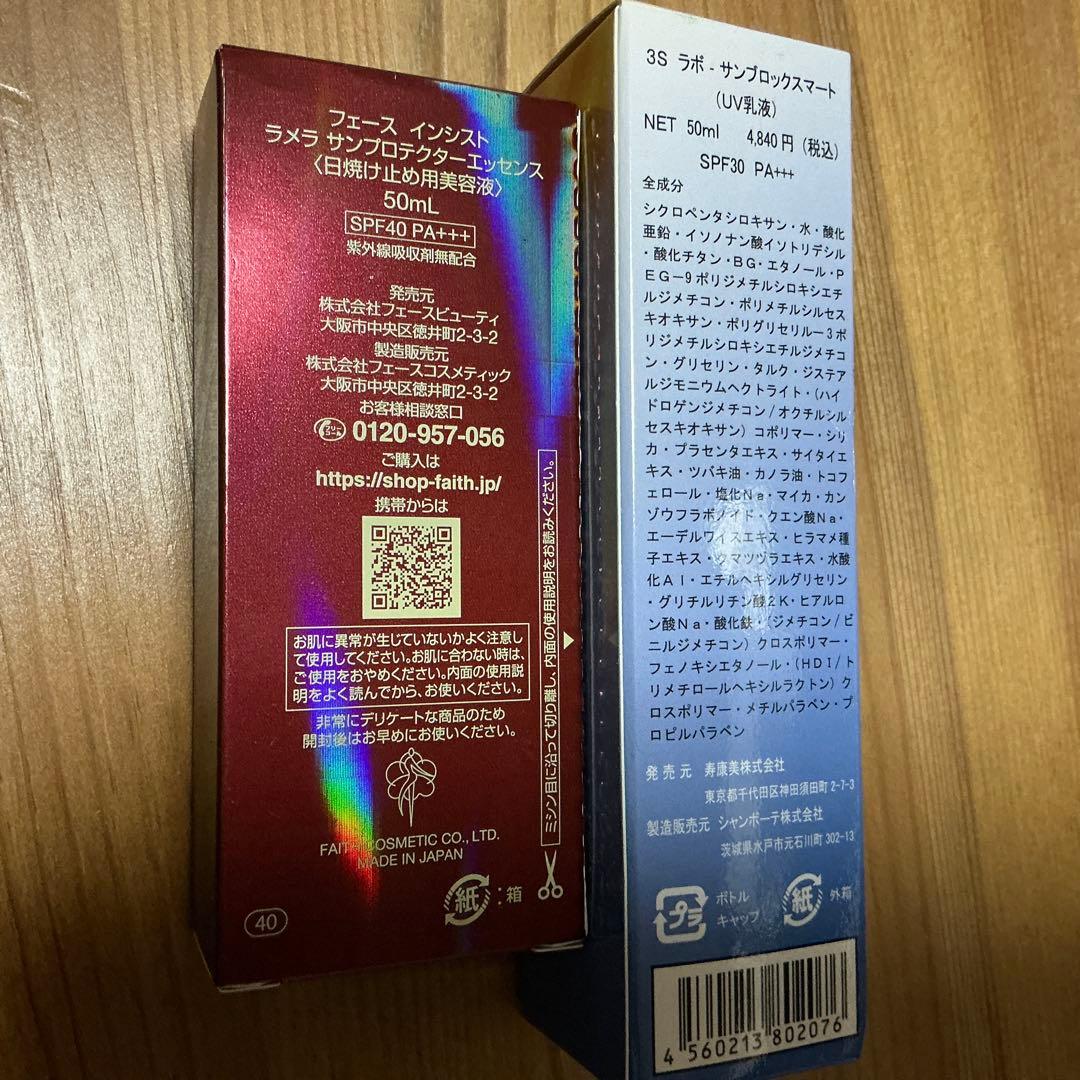 フェース インシスト
ラメラ サンプロテクターエッセンス
〈日焼け止め用美容液〉
50mL
SPF40 PA+++
紫外線吸収剤無配合
発売元
株式会社フェースビューティ
大阪市中央区徳井町2-3-2
製造販売元
株式会社フェースコスメティック
大阪市中央区徳井町2-3-2
お客様相談窓口
フリーコール 0120-957-056
ご購入は
https://shop-faith.jp/
携帯からは
お肌に異常が生じていないかよく注意し
て使用してください。お肌に合わない時は、
ご使用をおやめください。内面の使用説
明をよく読んでから、お使いください。
非常にデリケートな商品のため
開封後はお早めにお使いください。
FAITH COSMETIC CO., LTD.
MADE IN JAPAN
紙:箱
40
ミシン目に沿って切り離し、内面の使用説明をお読みください。
3S ラボ - サンブロックスマート
(UV乳液)
NET 50ml 4,840円 (税込)
SPF30 PA+++
全成分
シクロペンタシロキサン・水・酸化
亜鉛・イソノナン酸イソトリデシル
・酸化チタン・BG・エタノール・P
EG-9ポリジメチルシロキシエチ
ルジメチコン・ポリメチルシルセス
キオキサン・ポリグリセリル-3ポ
リジメチルシロキシエチルジメチコ
ン・グリセリン・タルク・ジステア
ルジモニウムヘクトライト・(ハイ
ドロゲンジメチコン/オクチルシル
セスキオキサン) コポリマー・シリ
カ・プラセンタエキス・サイタイエ
キス・ツバキ油・カノラ油・トコフ
ェロール・塩化Na・マイカ・カン
ゾウフラボノイド・クエン酸Na・
エーデルワイスエキス・ヒラマメ種
子エキス・クマツヅラエキス・水酸
化Al・エチルヘキシルグリセリン
・グリチルリチン酸2K・ヒアルロ
ン酸Na・酸化鉄・(ジメチコン/ビ
ニルジメチコン) クロスポリマー・
フェノキシエタノール・(HDI/ト
リメチロールヘキシルラクトン) ク
ロスポリマー・メチルパラベン・プ
ロピルパラベン
発売元 寿康美株式会社
東京都千代田区神田須田町 2-7-3
製造販売元 シャンボーテ株式会社
茨城県水戸市元石川町 302-13
プラ ボトル
キャップ
紙 外箱
4 560213 802076